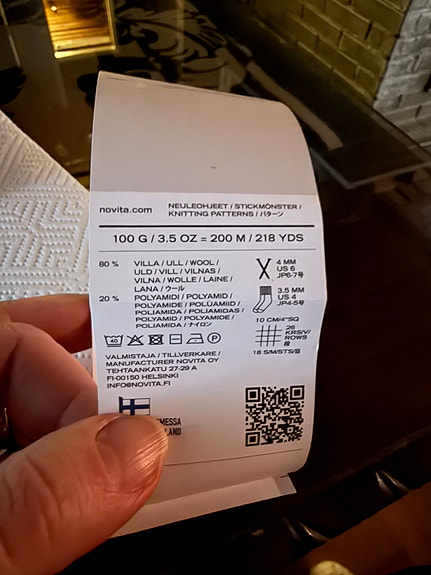 novita.com
NEULEOHJEET / STICKMÖNSTER /
KNITTING PATTERNS / パターン
100 G / 3.5 OZ = 200 M / 218 YDS
80 % VILLA / ULL / WOOL /
ULD / VILL / VILNAS /
VILNA / WOLLE / LAINE /
LANA / ウール
20 % POLYAMIDI / POLYAMID /
POLYAMIDE / POLÜAMIID /
POLIAMIDA / POLIAMIDAS /
POLYAMID / POLYAMIDE /
POLIAMIDA / ナイロン
4 MM
US 6
JP6-7号
3.5 MM
US 4
JP4-5号
10 CM/4"SQ
26
KRS/V/
ROWS
段
18 S/M/STS/目
40
P
VALMISTAJA / TILLVERKARE /
MANUFACTURER NOVITA OY
TEHTAANKATU 27-29 A
FI-00150 HELSINKI
INFO@NOVITA.FI